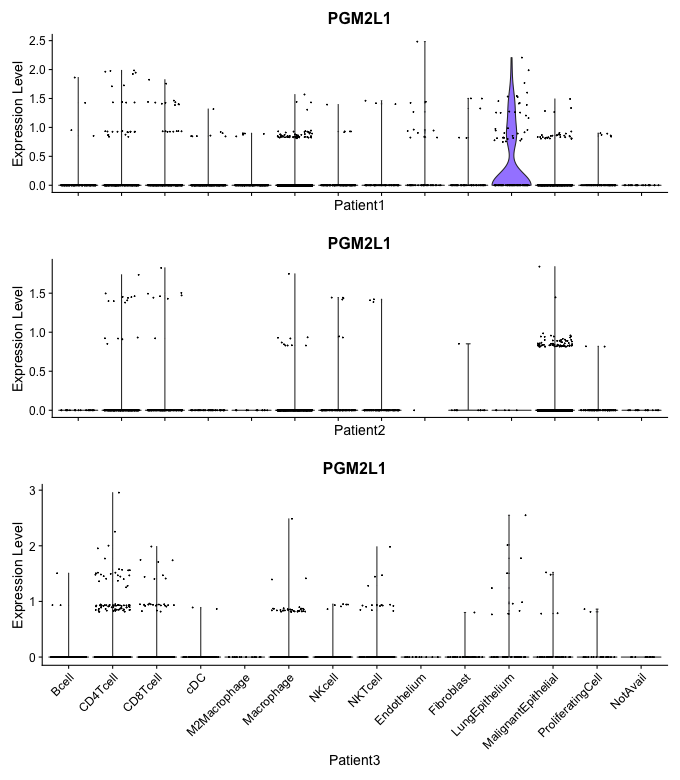 PGM2L1
Expression Level
2.5
2.0
1.5
1.0
0.5
0.0
Patient1
PGM2L1
Expression Level
1.5
1.0
0.5
0.0
Patient2
PGM2L1
Expression Level
3
2
1
0
Bcell
CD4Tcell
CD8Tcell
cDC
M2Macrophage
Macrophage
NKcell
NKTcell
Endothelium
Fibroblast
LungEpithelium
MalignantEpithelial
ProliferatingCell
NotAvail
Patient3